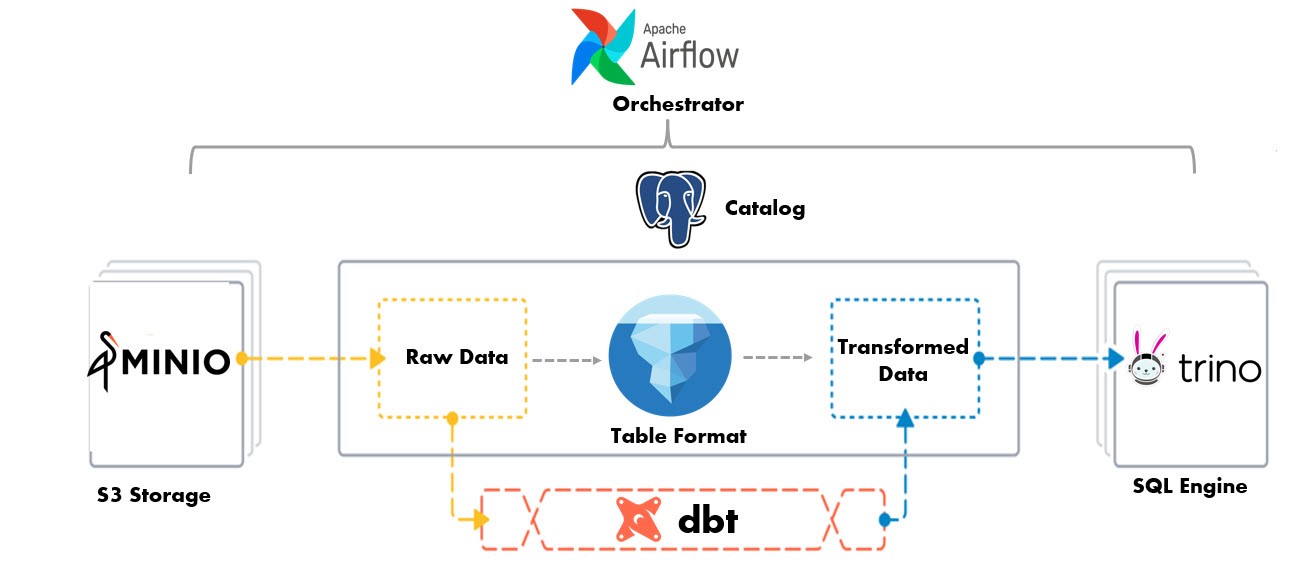 Apache
Airflow
Orchestrator
Catalog
MINIO
Raw Data
Transformed
Data
trino
Table Format
S3 Storage
SQL Engine
dbt